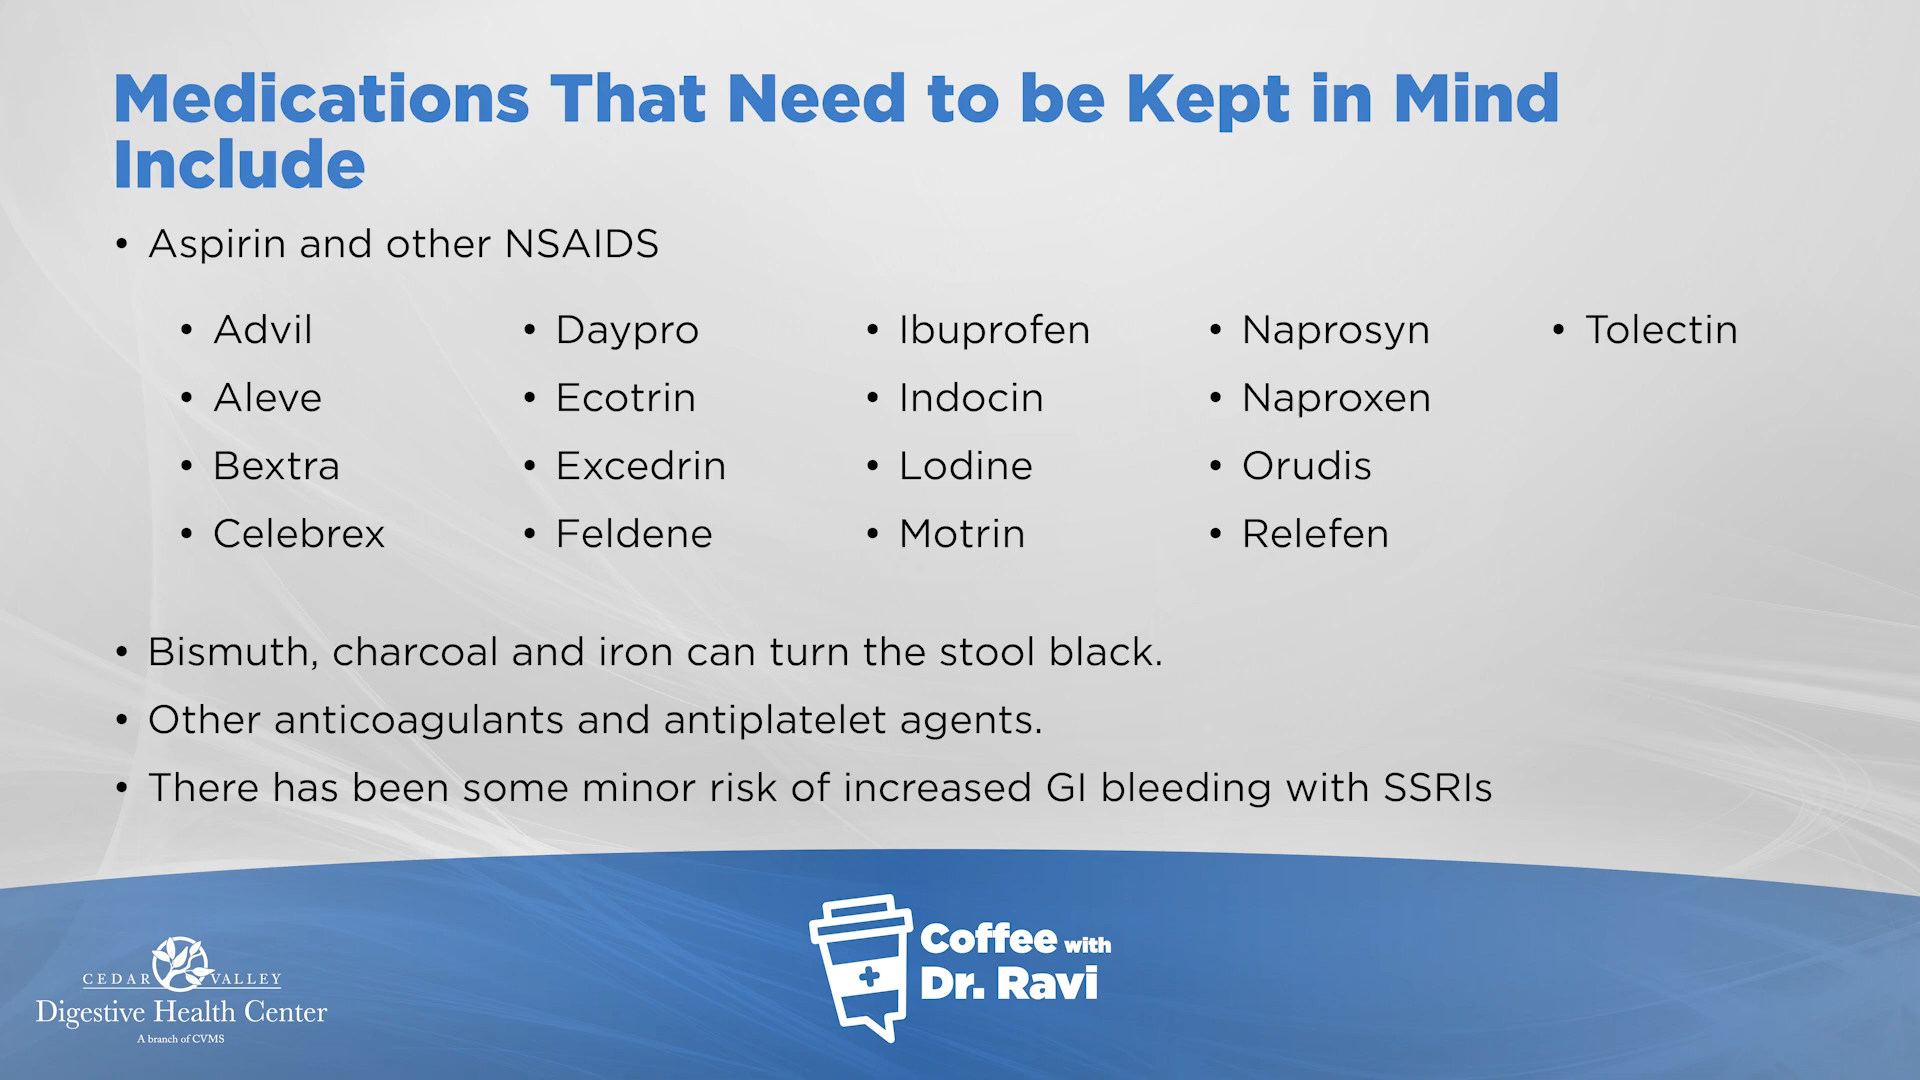 Medications That Need to be Kept in Mind
Include
• Aspirin and other NSAIDS
• Advil
• Aleve
• Bextra
• Celebrex
• Daypro
• Ecotrin
• Excedrin
• Feldene
• Ibuprofen
• Indocin
• Lodine
• Motrin
• Naprosyn
• Naproxen
• Orudis
• Relefen
• Tolectin
• Bismuth, charcoal and iron can turn the stool black.
• Other anticoagulants and antiplatelet agents.
• There has been some minor risk of increased GI bleeding with SSRIs
CEDAR VALLEY
Digestive Health Center
A branch of CVMS
Coffee with
Dr. Ravi